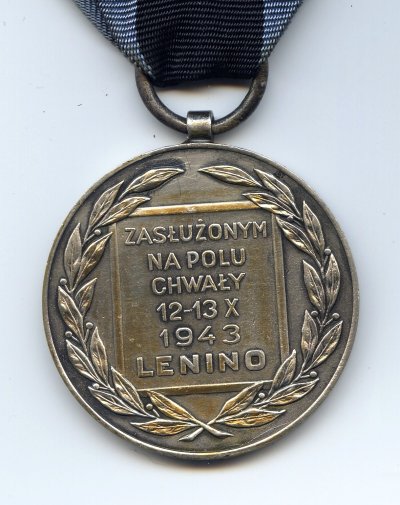 ZASŁUŻONYM
NA POLU
CHWAŁY
12-13 X
1943
LENINO